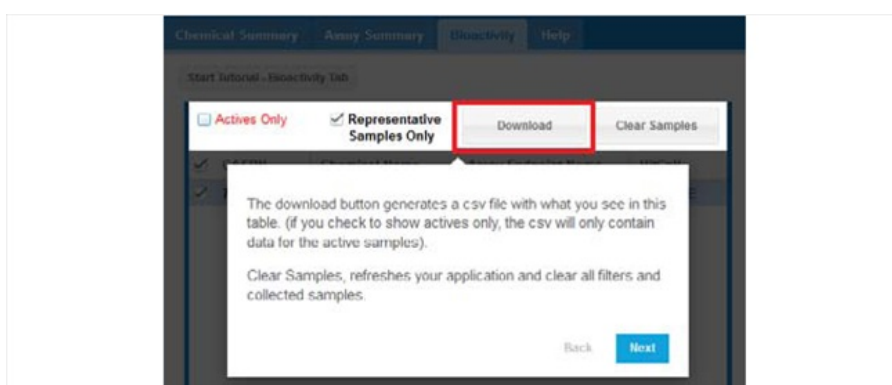 Chemical Summary Assay Summary Bioactivity Help
Start Tutorial - Bioactivity Tab
Actives Only
Representative
Samples Only
Download
Clear Samples
Chemical Name
The download button generates a csv file with what you see in this
table. (if you check to show actives only, the csv will only contain
data for the active samples).
Clear Samples, refreshes your application and clear all filters and
collected samples.
Back Next